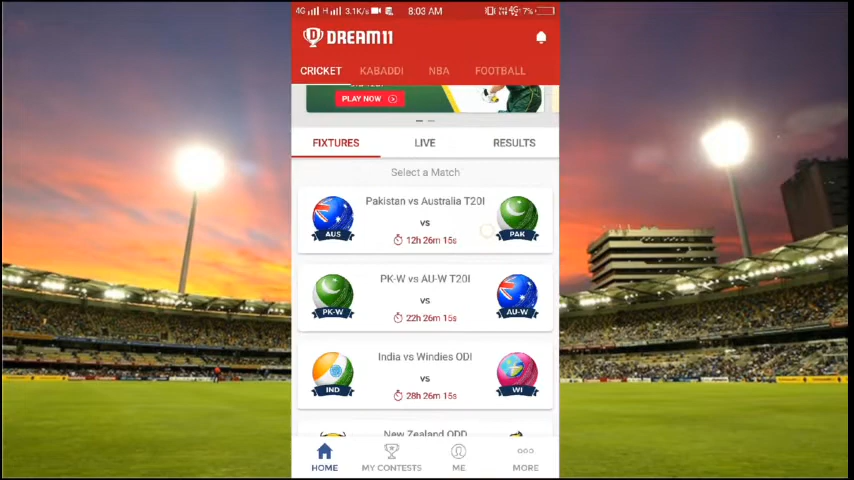 4G H 3.1K/s 8:03 AM 4G 17%
DREAM11
CRICKET KABADDI NBA FOOTBALL
PLAY NOW
FIXTURES LIVE RESULTS
Select a Match
Pakistan vs Australia T20I
AUS vs PAK
12h 26m 15s
PK-W vs AU-W T20I
PK-W vs AU-W
22h 26m 15s
India vs Windies ODI
IND vs WI
28h 26m 15s
New Zealand ODD
HOME MY CONTESTS ME MORE